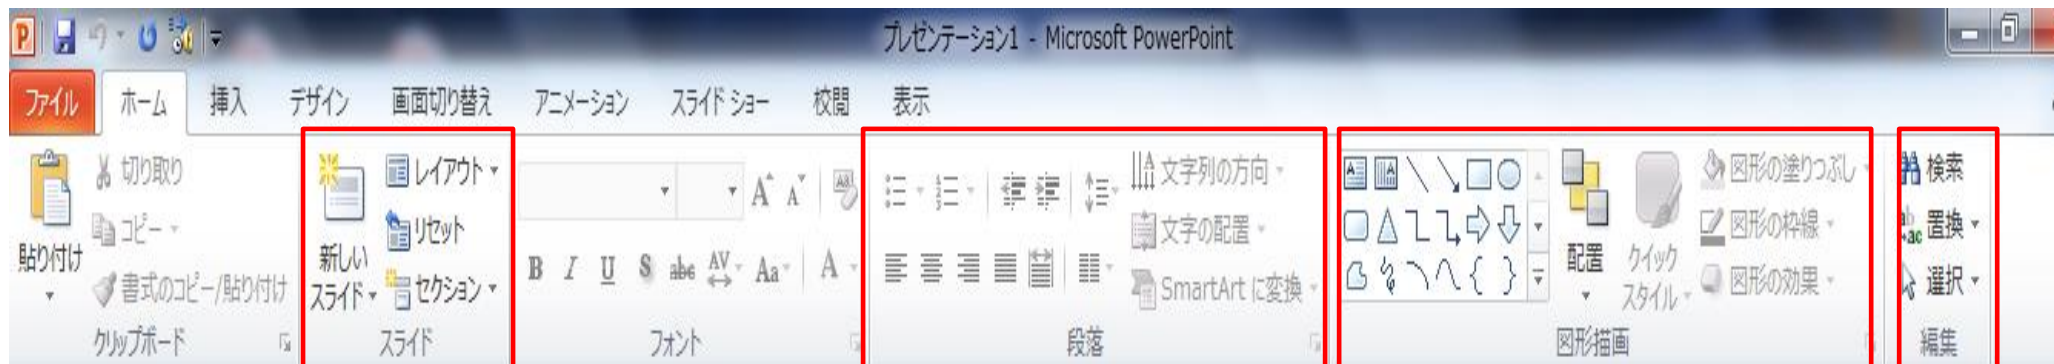 プレゼンテーション1 - Microsoft PowerPoint
ファイル ホーム 挿入 デザイン 画面切り替え アニメーション スライド ショー 校閲 表示
貼り付け
切り取り
コピー
書式のコピー/貼り付け
クリップボード
新しい
スライド
レイアウト
リセット
セクション
スライド
A A Aa
B I U S abc AV Aa A
フォント
文字列の方向
文字の配置
SmartArt に変換
段落
配置
クイック
スタイル
図形の塗りつぶし
図形の枠線
図形の効果
図形描画
検索
置換
選択
編集